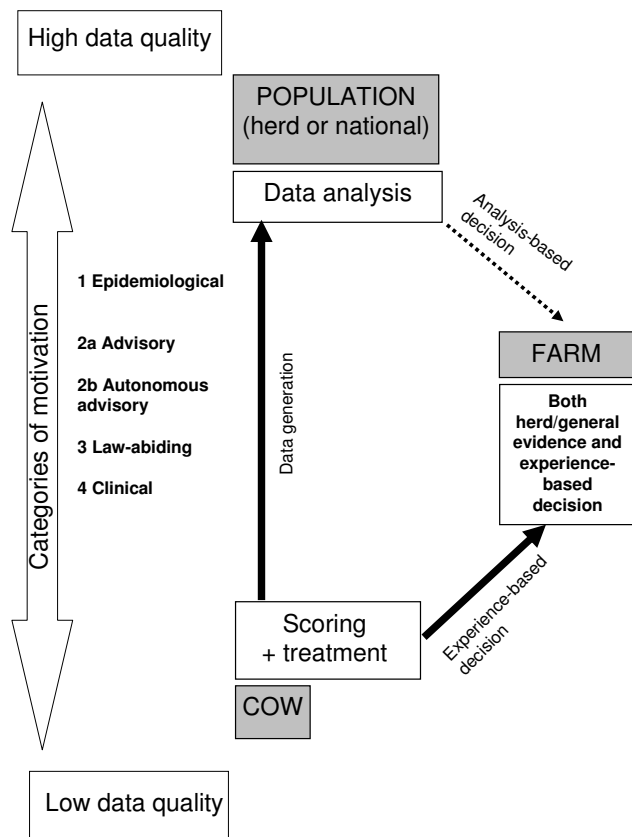 High data quality
POPULATION
(herd or national)
Data analysis
Analysis-based
decision
Categories of motivation
1 Epidemiological
2a Advisory
2b Autonomous
advisory
3 Law-abiding
4 Clinical
Data generation
FARM
Both
herd/general
evidence and
experience-
based
decision
Scoring
+ treatment
Experience-based
decision
COW
Low data quality